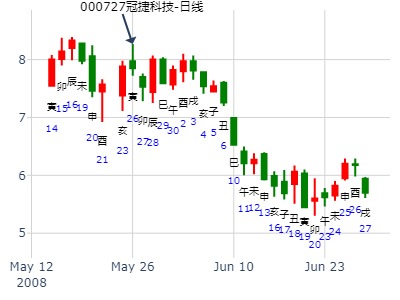 000727冠捷科技-日线
8
7
6
5
寅 卯 辰 未 申 酉 亥 寅 卯 辰 巳 午 酉 戌 亥 子 丑 巳 午 未 申 亥 子 丑 寅 卯 午 未 申 酉 戌
14 15 16 19 20 21 23 26 27 28 29 30 2 3 4 5 6 10 11 12 13 16 17 18 19 20 23 24 25 26 27
May 12 May 26 Jun 10 Jun 23
2008